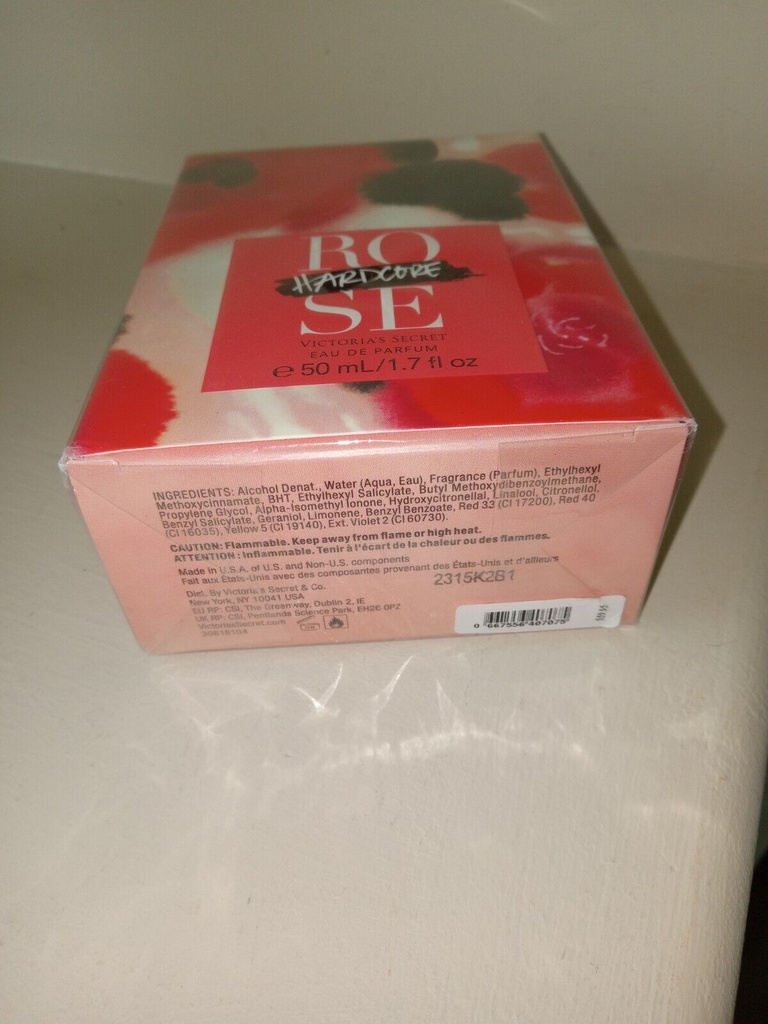 RO
HARDCORE
SE
VICTORIA'S SECRET
EAU DE PARFUM
℮ 50 mL/1.7 fl oz
INGREDIENTS: Alcohol Denat., Water (Aqua, Eau), Fragrance (Parfum), Ethylhexyl
Methoxycinnamate, BHT, Ethylhexyl Salicylate, Butyl Methoxydibenzoylmethane,
Propylene Glycol, Alpha-Isomethyl Ionone, Hydroxycitronellal, Linalool, Citronellol,
Benzyl Salicylate, Geraniol, Limonene, Benzyl Benzoate, Red 33 (CI 17200), Red 40
(CI 16035), Yellow 5 (CI 19140), Ext. Violet 2 (CI 60730).
CAUTION: Flammable. Keep away from flame or high heat.
ATTENTION : Inflammable. Tenir à l'écart de la chaleur ou des flammes.
Made in U.S.A. of U.S. and Non-U.S. components
Fait aux États-Unis avec des composantes provenant des États-Unis et d'ailleurs
2315K2B1
Dist. By Victoria's Secret & Co.
New York, NY 10041 USA
EU RP: CSI, The Greenway, Dublin 2, IE
UK RP: CSI, Pentlands Science Park, EH26 0PZ
VictoriasSecret.com
0 667556 407075